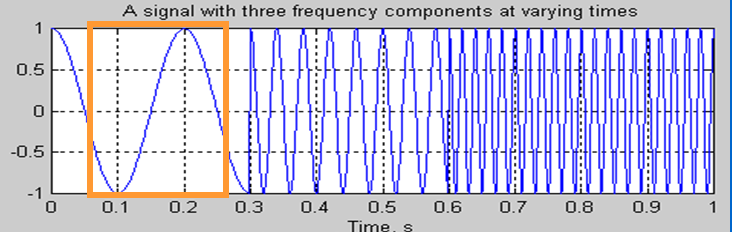 A signal with three frequency components at varying times
1
0.5
0
-0.5
-1
0 0.1 0.2 0.3 0.4 0.5 0.6 0.7 0.8 0.9 1
Time, s